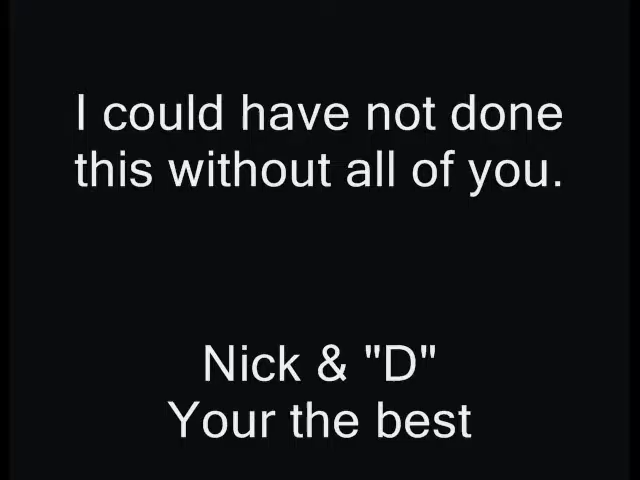 I could have not done
this without all of you.
Nick & "D"
Your the best